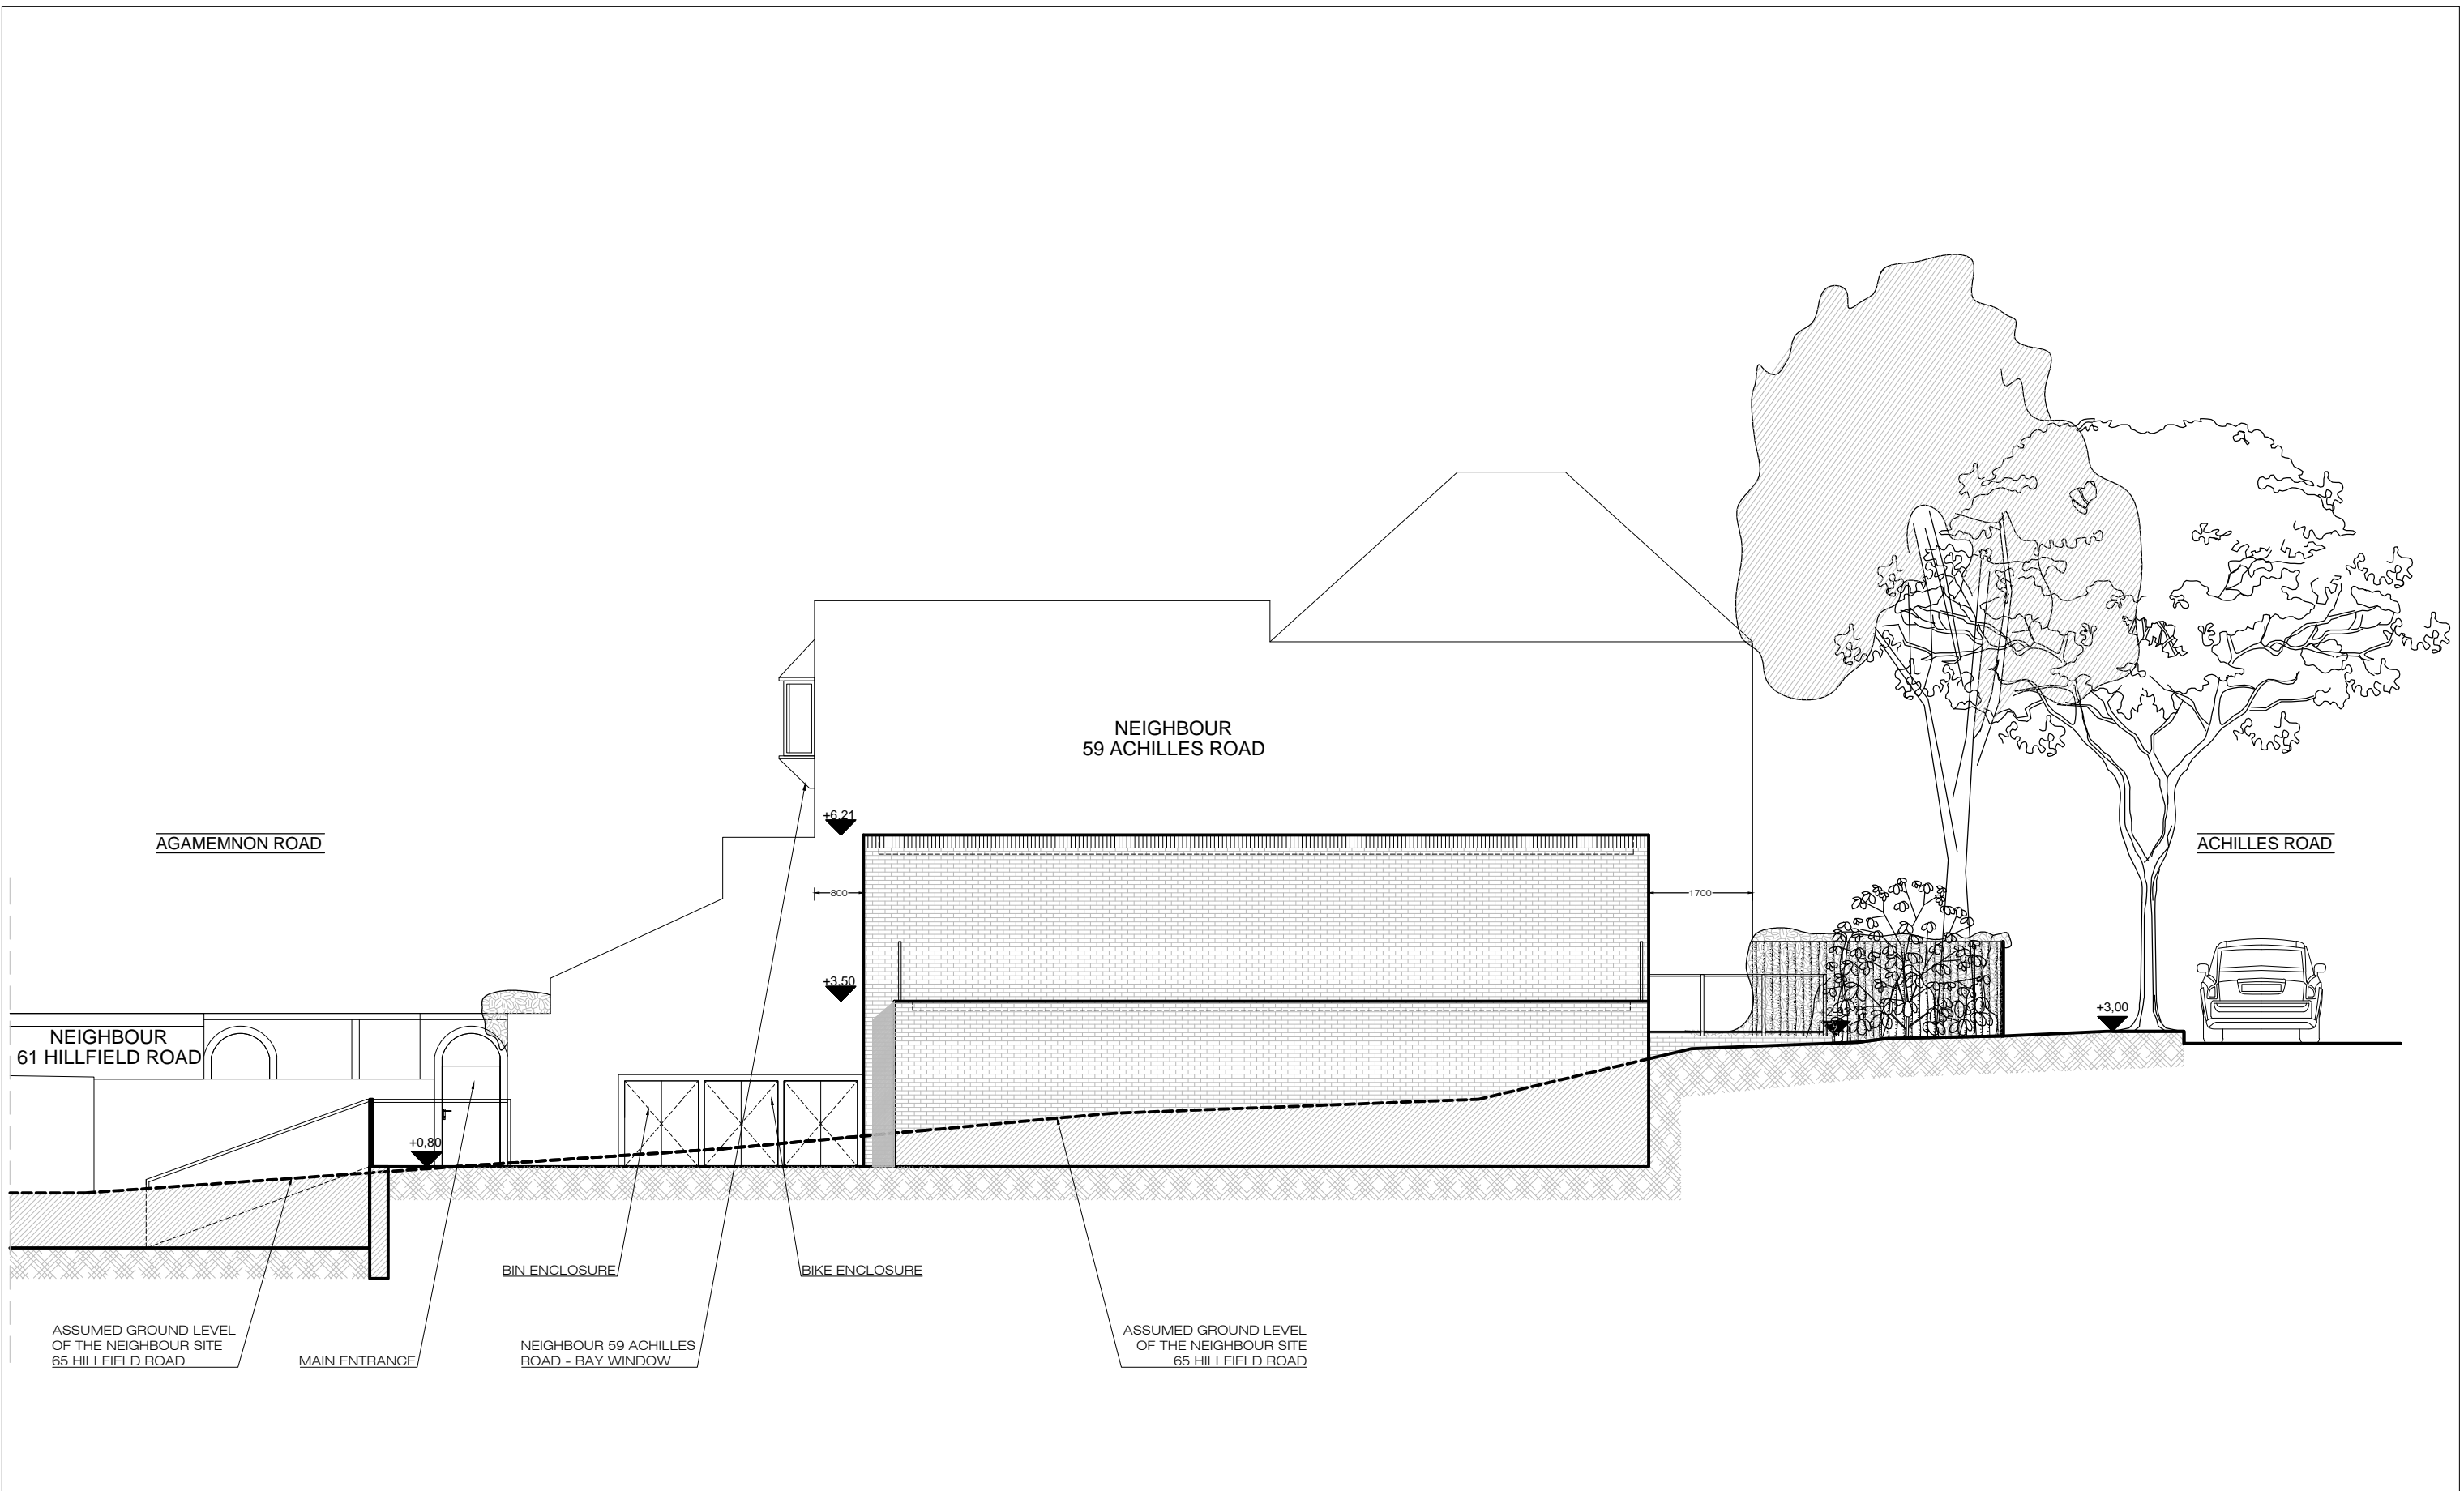 NEIGHBOUR
59 ACHILLES ROAD
+6,21
AGAMEMNON ROAD
ACHILLES ROAD
800
1700
+3,50
+3,00
NEIGHBOUR
61 HILLFIELD ROAD
+0,80
BIN ENCLOSURE
BIKE ENCLOSURE
ASSUMED GROUND LEVEL
OF THE NEIGHBOUR SITE
65 HILLFIELD ROAD
MAIN ENTRANCE
NEIGHBOUR 59 ACHILLES
ROAD - BAY WINDOW
ASSUMED GROUND LEVEL
OF THE NEIGHBOUR SITE
65 HILLFIELD ROAD